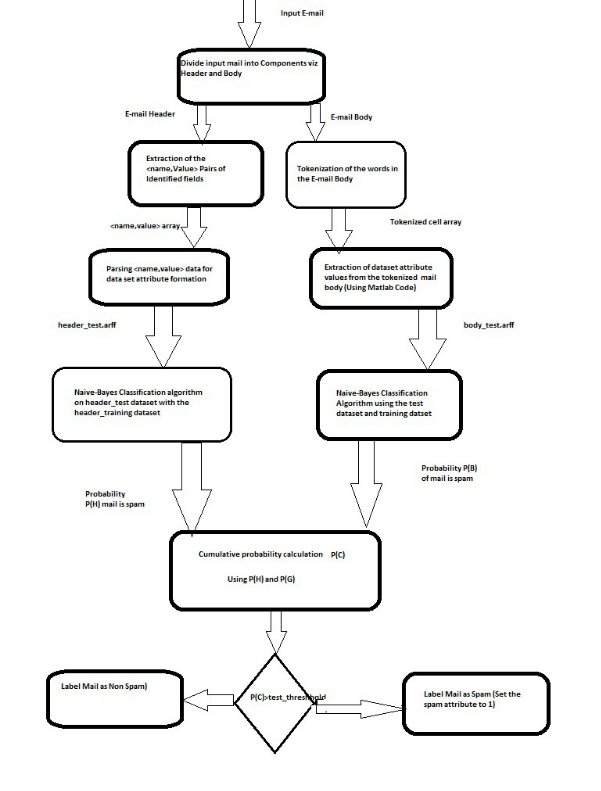 Input E-mail
Divide input mail into Components viz
Header and Body
E-mail Header
E-mail Body
Extraction of the
<name,Value> Pairs of
Identified fields
Tokenization of the words in
the E-mail Body
<name,value> array
Tokenized cell array
Parsing <name,value> data for
data set attribute formation
Extraction of dataset attribute
values from the tokenized mail
body (Using Matlab Code)
header_test.arff
body_test.arff
Naive-Bayes Classification algorithm
on header_test dataset with the
header_training dataset
Naive-Bayes Classification
Algorithm using the test
dataset and training datset
Probability
P(H) mail is spam
Probability P(B)
of mail is spam
Cumulative probability calculation P(C)
Using P(H) and P(G)
P(C)>test_threshhold
Label Mail as Non Spam)
Label Mail as Spam (Set the
spam attribute to 1)